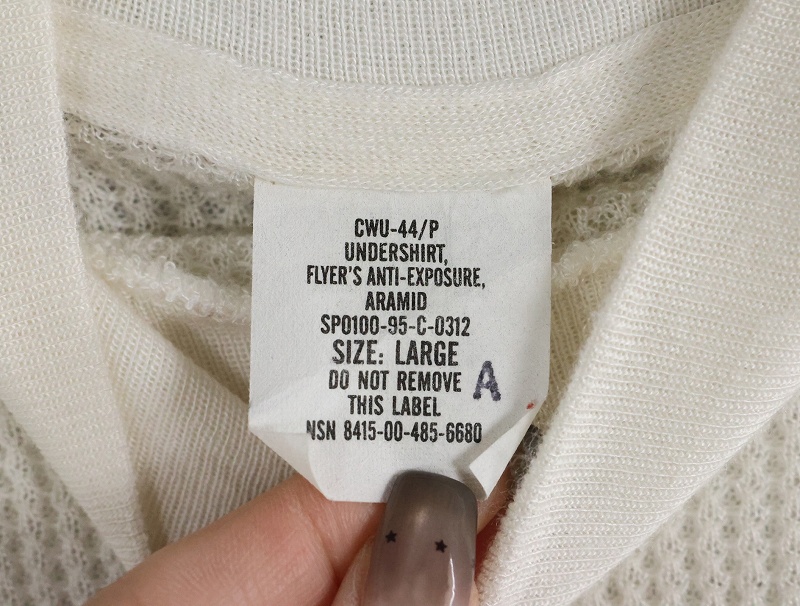 CWU-44/P
UNDERSHIRT,
FLYER'S ANTI-EXPOSURE,
ARAMID
SPO100-95-C-0312
SIZE: LARGE
DO NOT REMOVE A
THIS LABEL
NSN 8415-00-485-6680